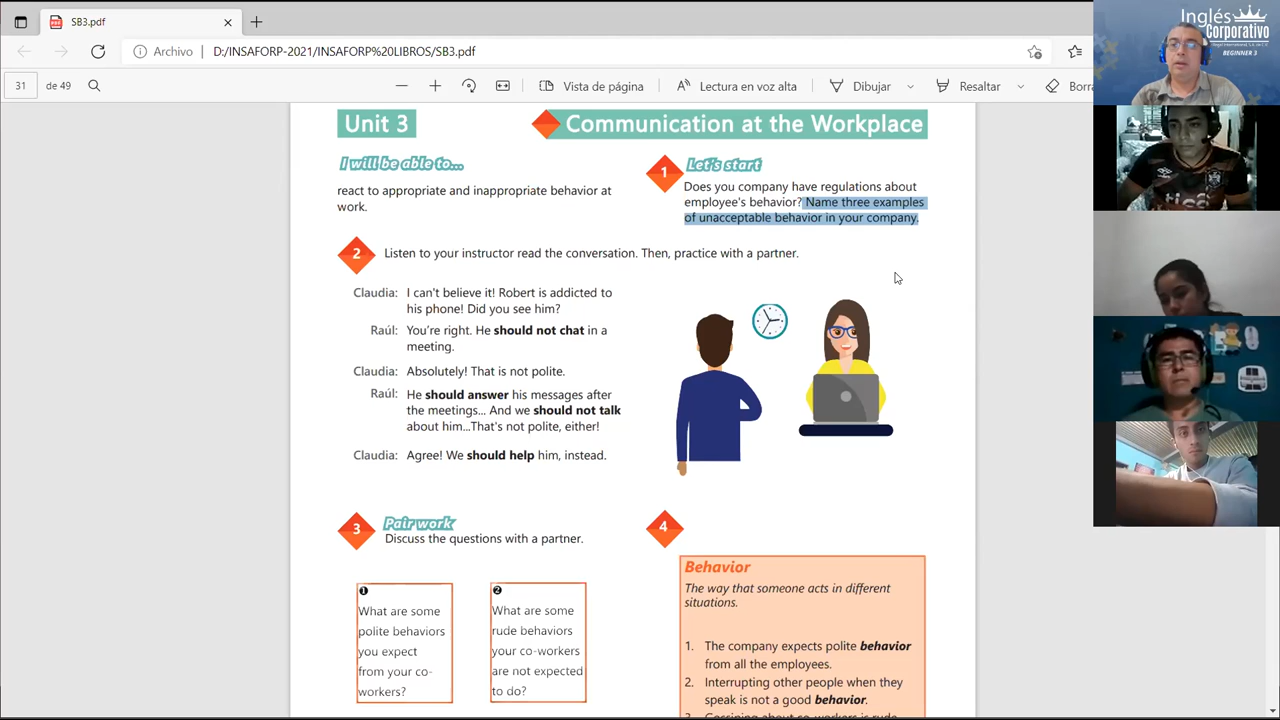 SB3.pdf
Archivo D:/INSAFORP-2021/INSAFORP%20LIBROS/SB3.pdf
31 de 49
Vista de página
Lectura en voz alta
Dibujar
Resaltar
Borra
Inglés
Corporativo
BEGINNER 3
Unit 3
Communication at the Workplace
I will be able to...
react to appropriate and inappropriate behavior at
work.
1
Let's start
Does you company have regulations about
employee's behavior? Name three examples
of unacceptable behavior in your company.
2
Listen to your instructor read the conversation. Then, practice with a partner.
Claudia: I can't believe it! Robert is addicted to
his phone! Did you see him?
Raúl: You're right. He should not chat in a
meeting.
Claudia: Absolutely! That is not polite.
Raúl: He should answer his messages after
the meetings... And we should not talk
about him...That's not polite, either!
Claudia: Agree! We should help him, instead.
3
Pair work
Discuss the questions with a partner.
1
What are some
polite behaviors
you expect
from your co-
workers?
2
What are some
rude behaviors
your co-workers
are not expected
to do?
4
Behavior
The way that someone acts in different
situations.
1. The company expects polite behavior
from all the employees.
2. Interrupting other people when they
speak is not a good behavior.
3. Gossiping about co-workers is rude